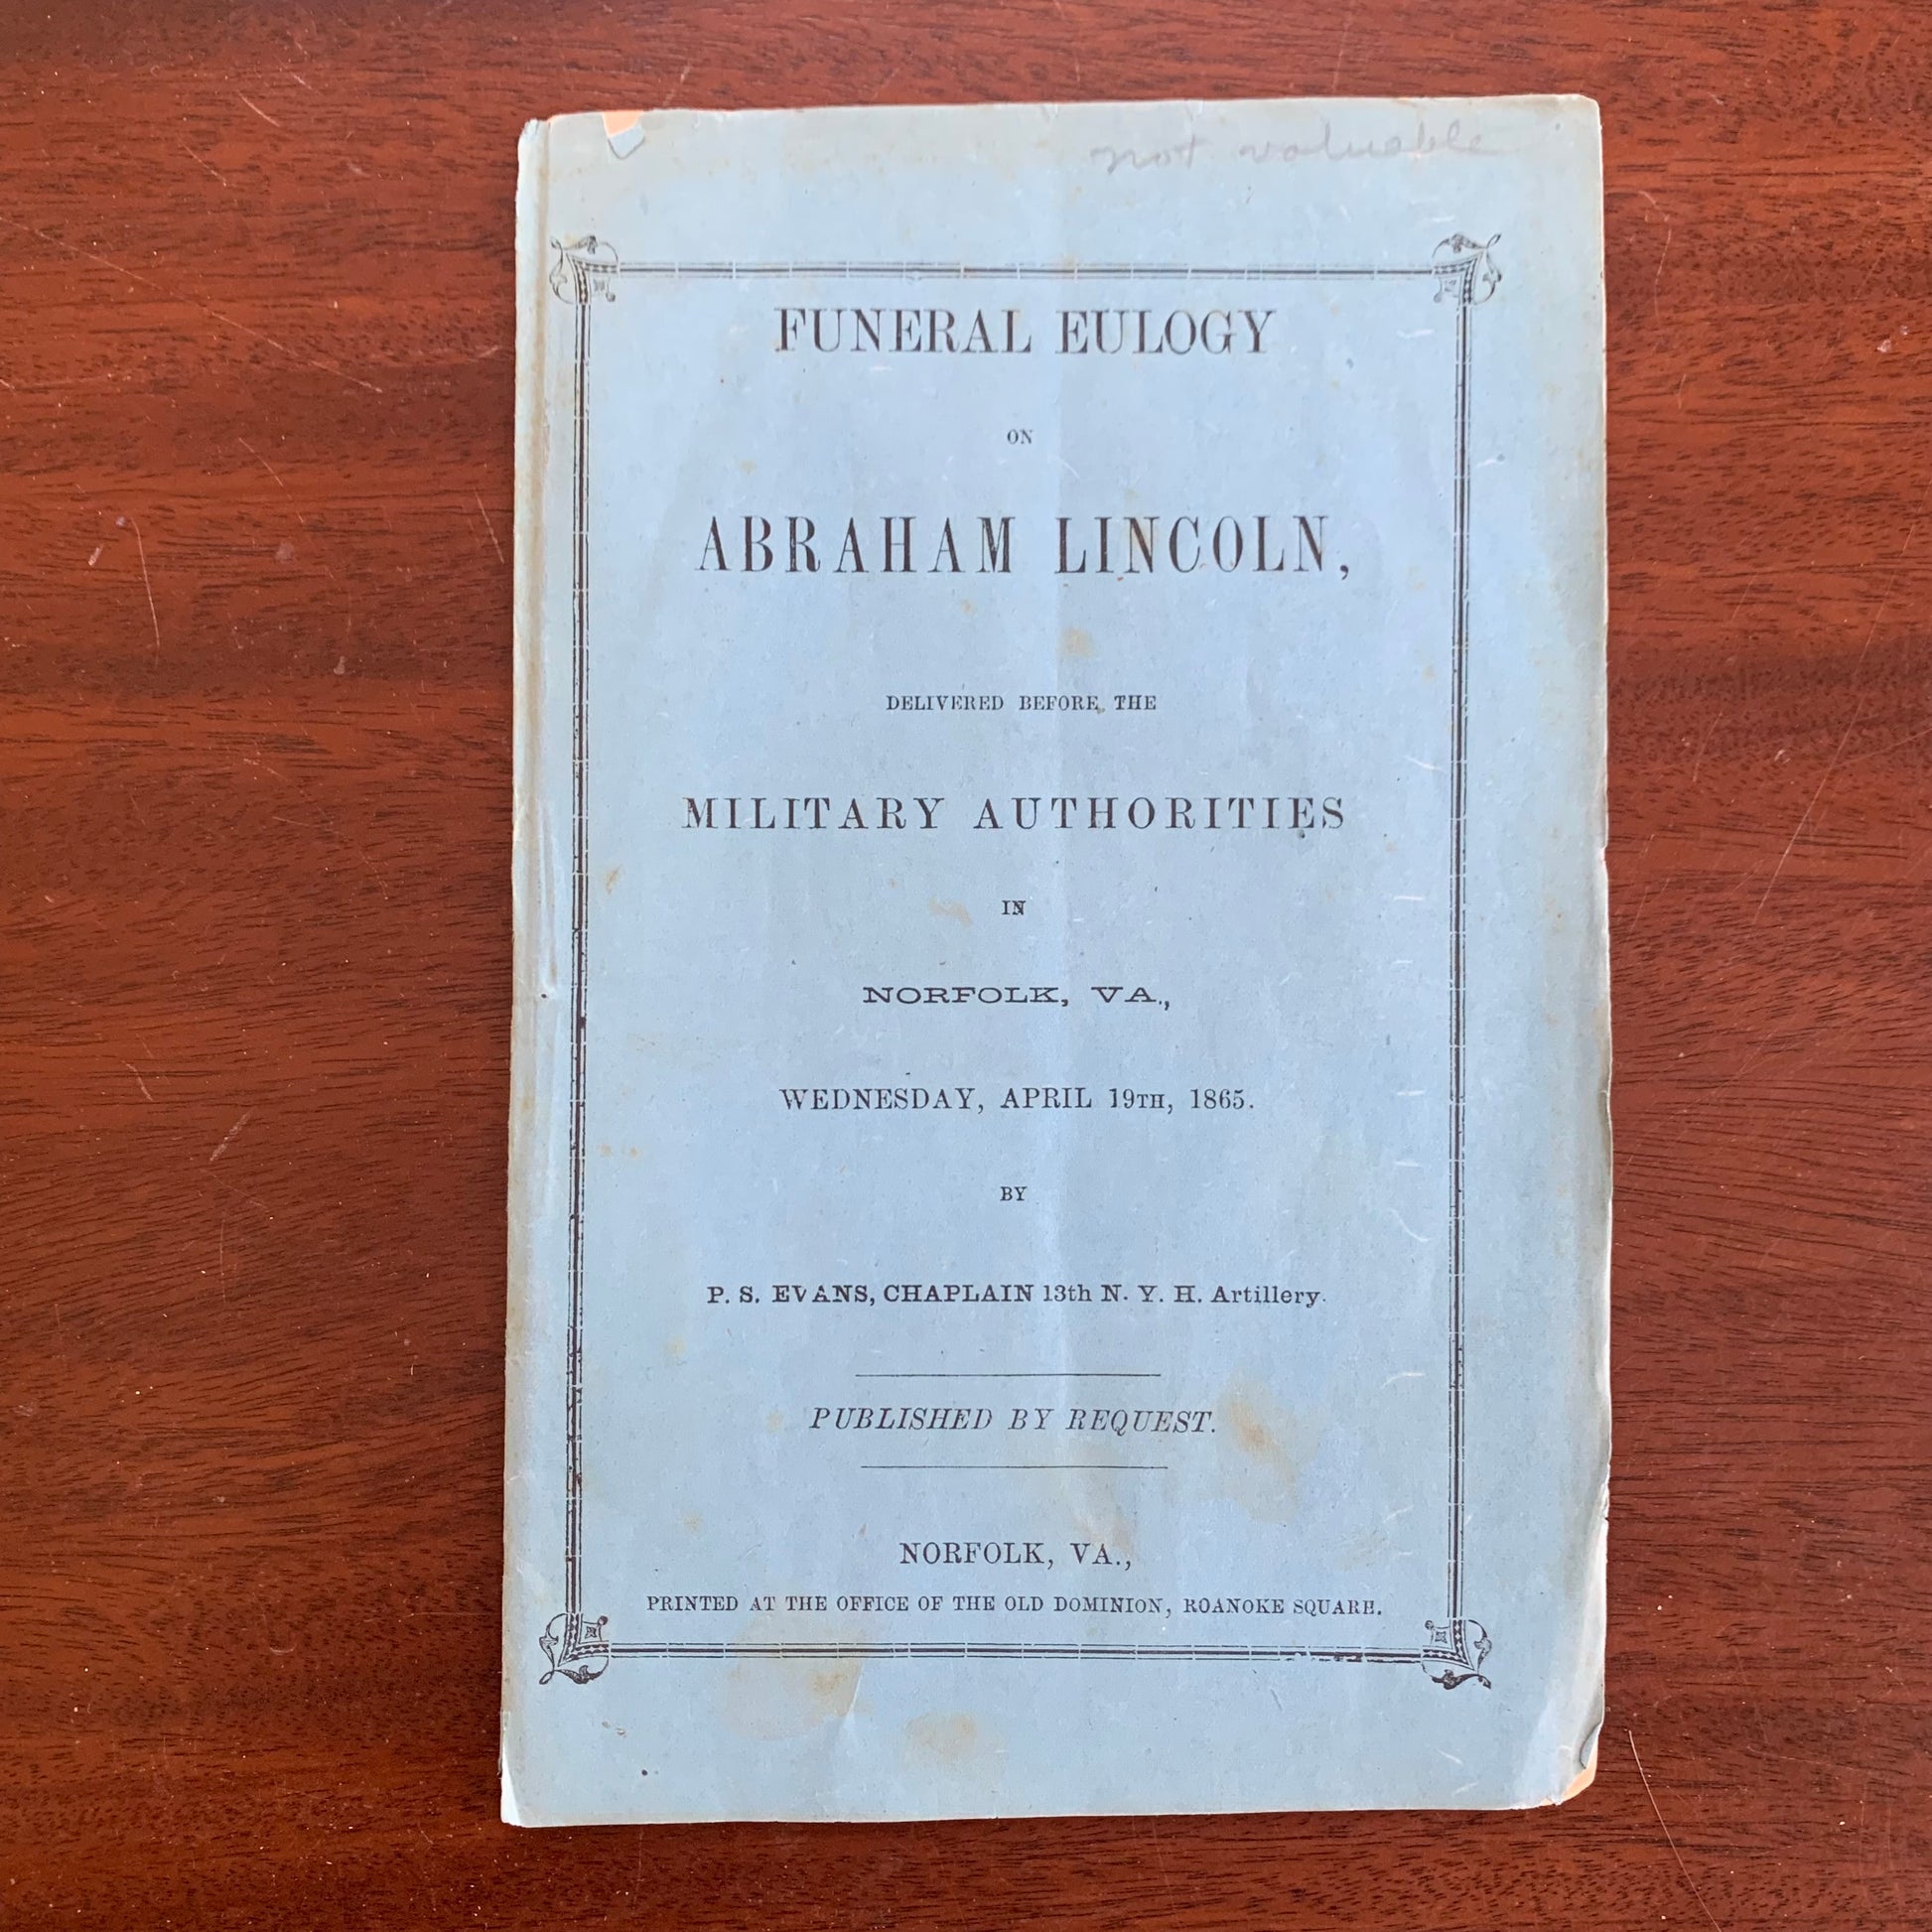 not valuable
FUNERAL EULOGY
ON
ABRAHAM LINCOLN,
DELIVERED BEFORE THE
MILITARY AUTHORITIES
IN
NORFOLK, VA.,
WEDNESDAY, APRIL 19TH, 1865.
BY
P. S. EVANS, CHAPLAIN 13th N. Y. H. Artillery.
PUBLISHED BY REQUEST.
NORFOLK, VA.,
PRINTED AT THE OFFICE OF THE OLD DOMINION, ROANOKE SQUARE.